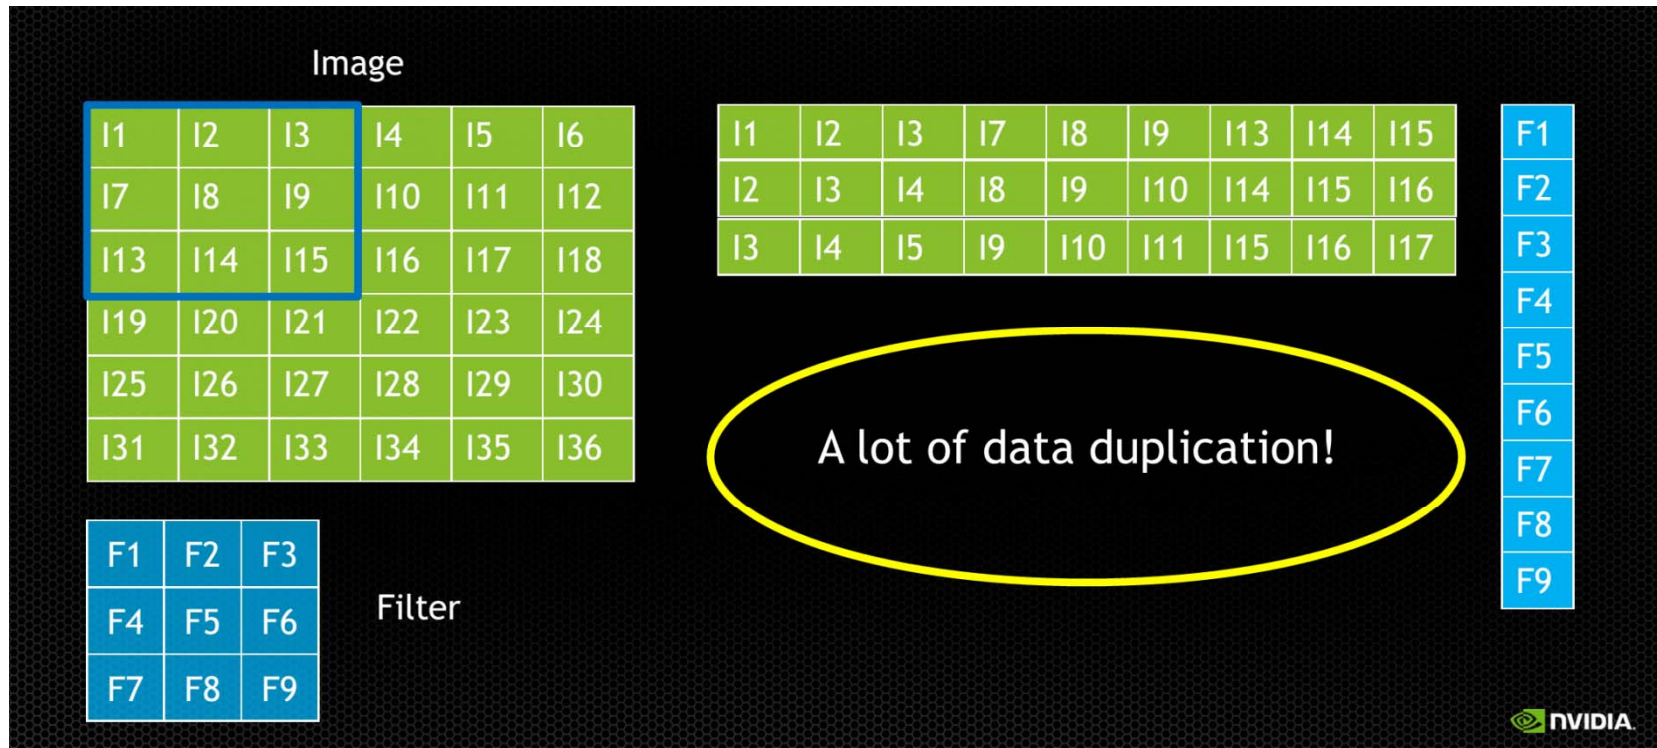 Image
I1 I2 I3 I4 I5 I6
I7 I8 I9 I10 I11 I12
I13 I14 I15 I16 I17 I18
I19 I20 I21 I22 I23 I24
I25 I26 I27 I28 I29 I30
I31 I32 I33 I34 I35 I36
F1 F2 F3
F4 F5 F6
F7 F8 F9
Filter
I1 I2 I3 I7 I8 I9 I13 I14 I15
I2 I3 I4 I8 I9 I10 I14 I15 I16
I3 I4 I5 I9 I10 I11 I15 I16 I17
A lot of data duplication!
F1
F2
F3
F4
F5
F6
F7
F8
F9
NVIDIA.